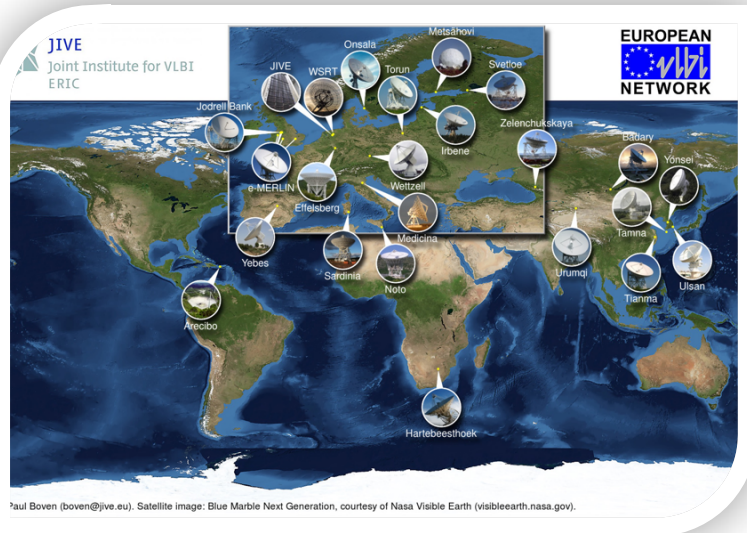 JIVE
Joint Institute for VLBI
ERIC
EUROPEAN
vlbi
NETWORK
Metsähovi
Onsala
JIVE
WSRT
Torun
Svetloe
Jodrell Bank
Zelenchukskaya
Badary
Yonsei
Irbene
e-MERLIN
Wettzell
Effelsberg
Medicina
Tamna
Yebes
Sardinia
Noto
Urumqi
Tianma
Ulsan
Arecibo
Hartebeesthoek
Paul Boven (boven@jive.eu). Satellite image: Blue Marble Next Generation, courtesy of Nasa Visible Earth (visibleearth.nasa.gov).